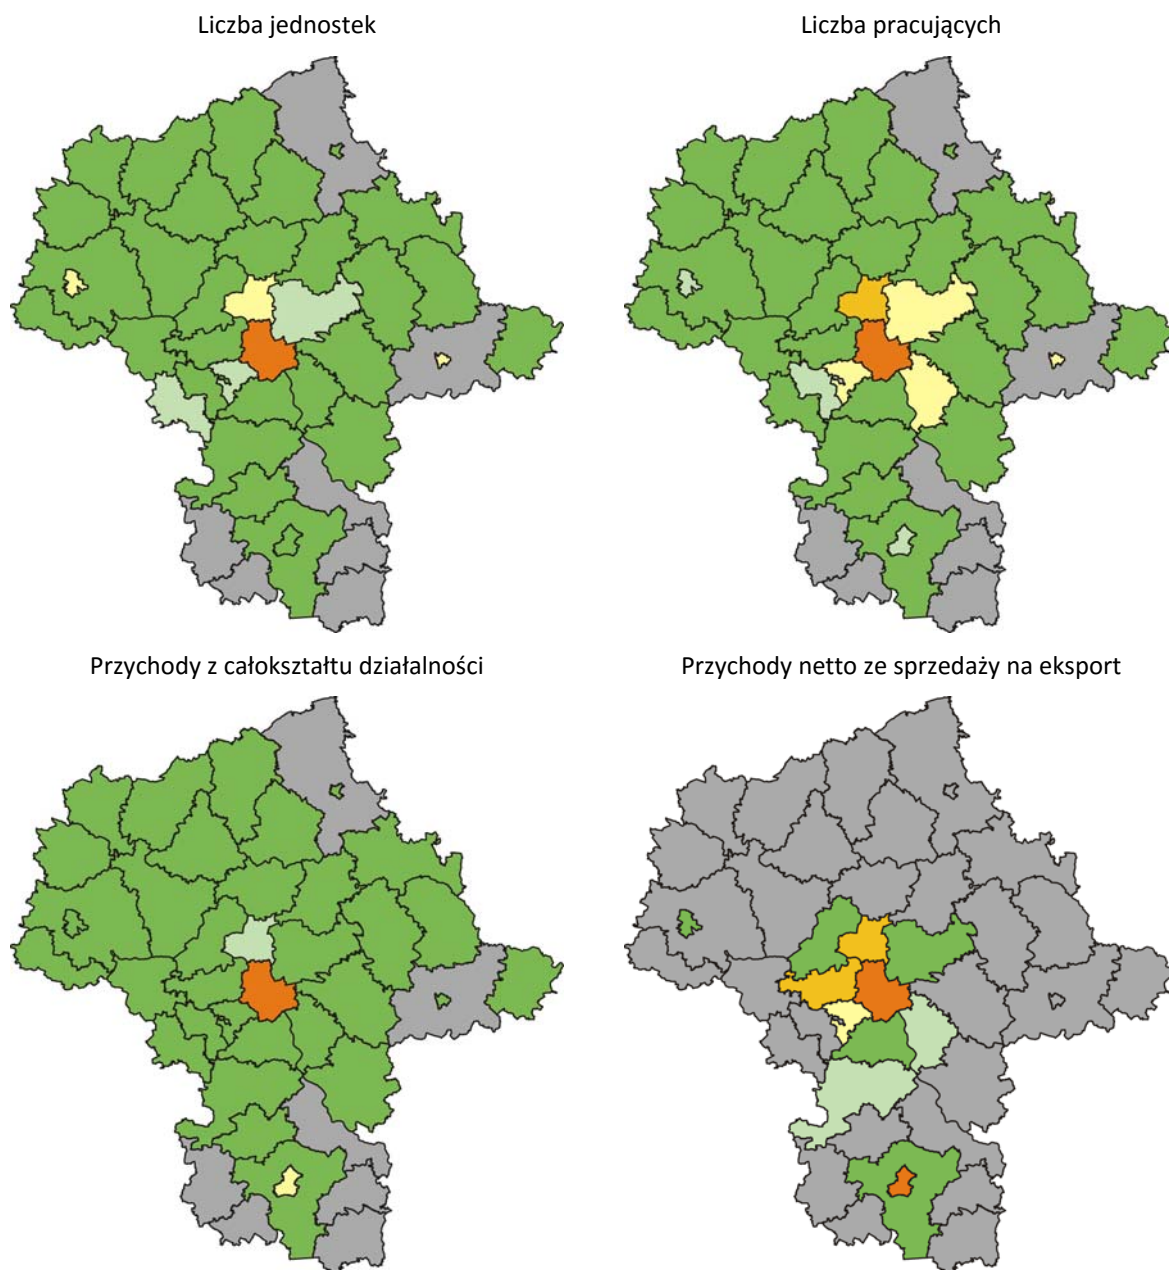 Liczba jednostek
Liczba pracujących
Przychody z całokształtu działalności
Przychody netto ze sprzedaży na eksport